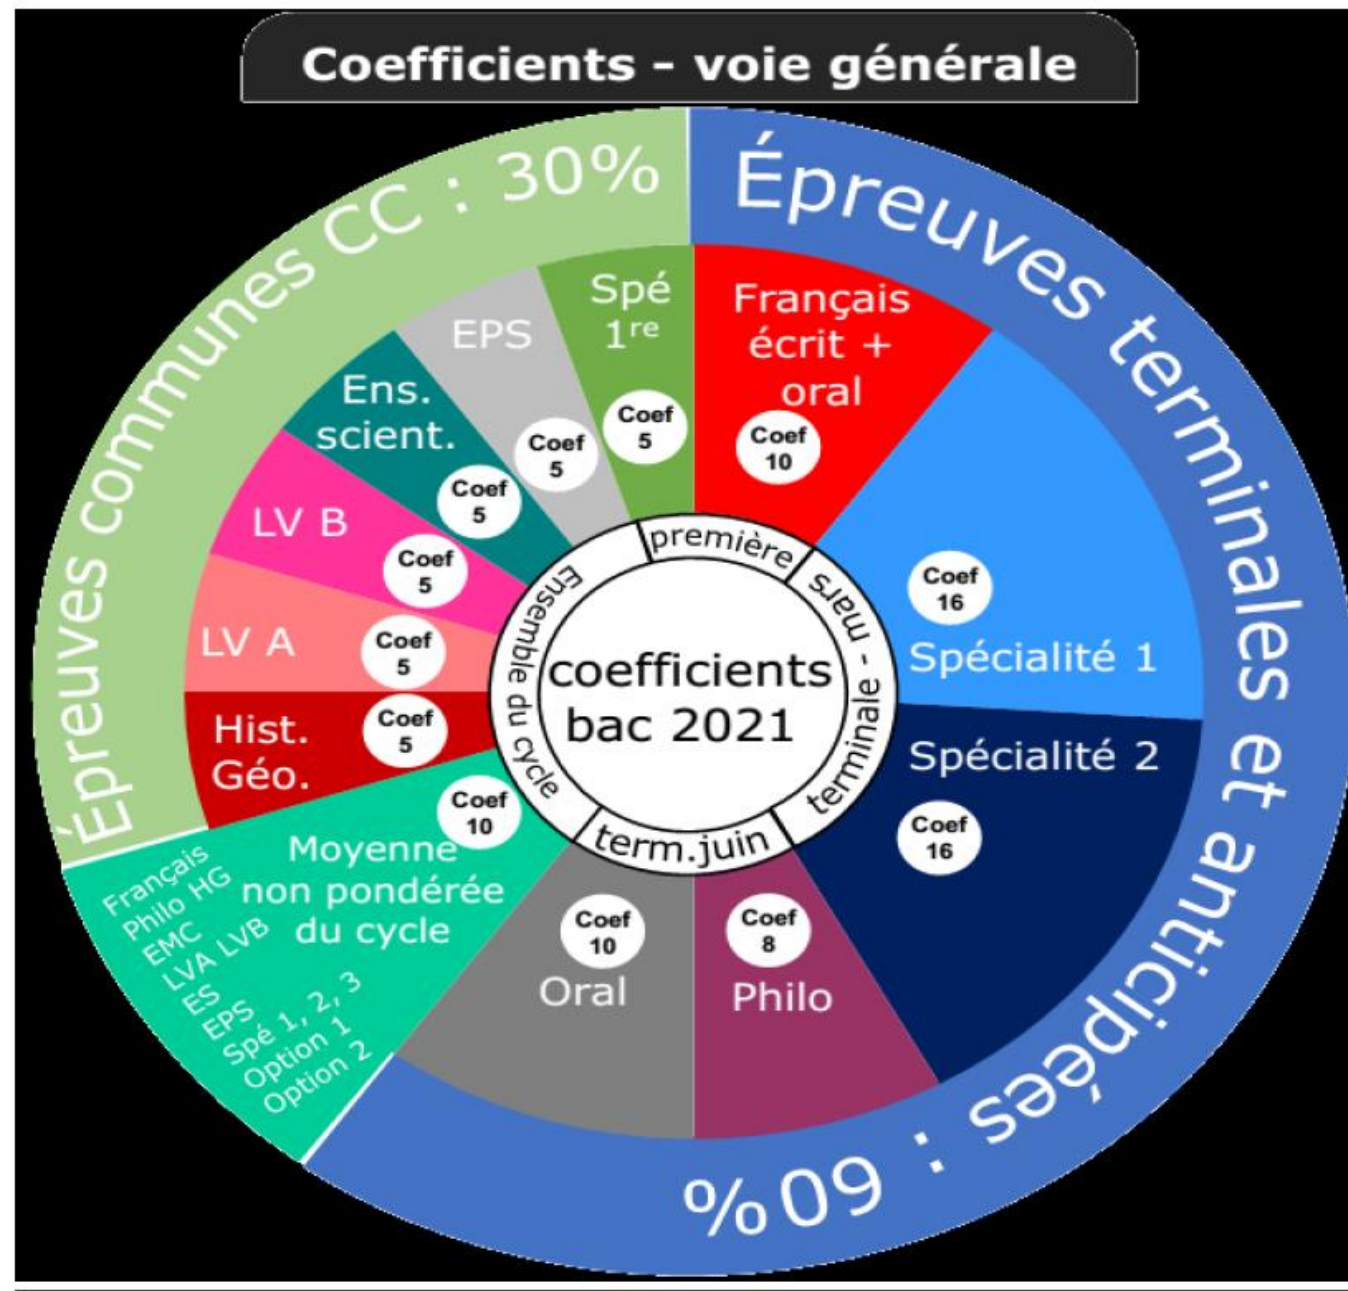 Coefficients - voie générale
Épreuves communes CC : 30%
Épreuves terminales et anticipées : 60%
Spé
1re
Coef
5
Français
écrit +
oral
Coef
10
EPS
Coef
5
Ens.
scient.
Coef
5
LV B
Coef
5
LV A
Coef
5
Hist.
Géo.
Coef
5
Coef
16
Spécialité 1
Spécialité 2
Coef
16
première
terminale - mars
term.juin
Ensemble du cycle
coefficients
bac 2021
Coef
10
Moyenne
non pondérée
du cycle
Français
Philo HG
EMC
LVA LVB
ES
EPS
Spé 1, 2, 3
Option 1
Option 2
Coef
10
Oral
Coef
8
Philo